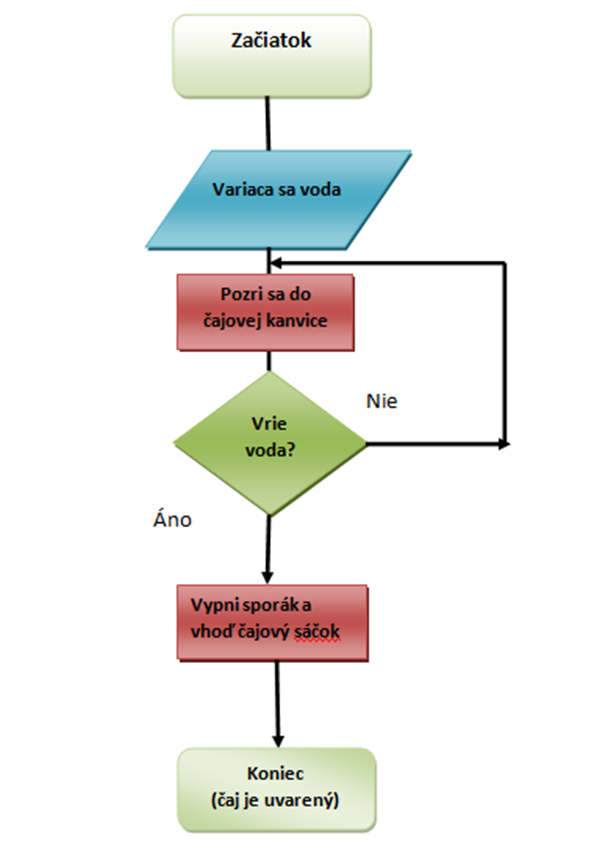 Začiatok
Variaca sa voda
Pozri sa do
čajovej kanvice
Vrie
voda?
Nie
Áno
Vypni sporák a
vhoď čajový sáčok
Koniec
(čaj je uvarený)